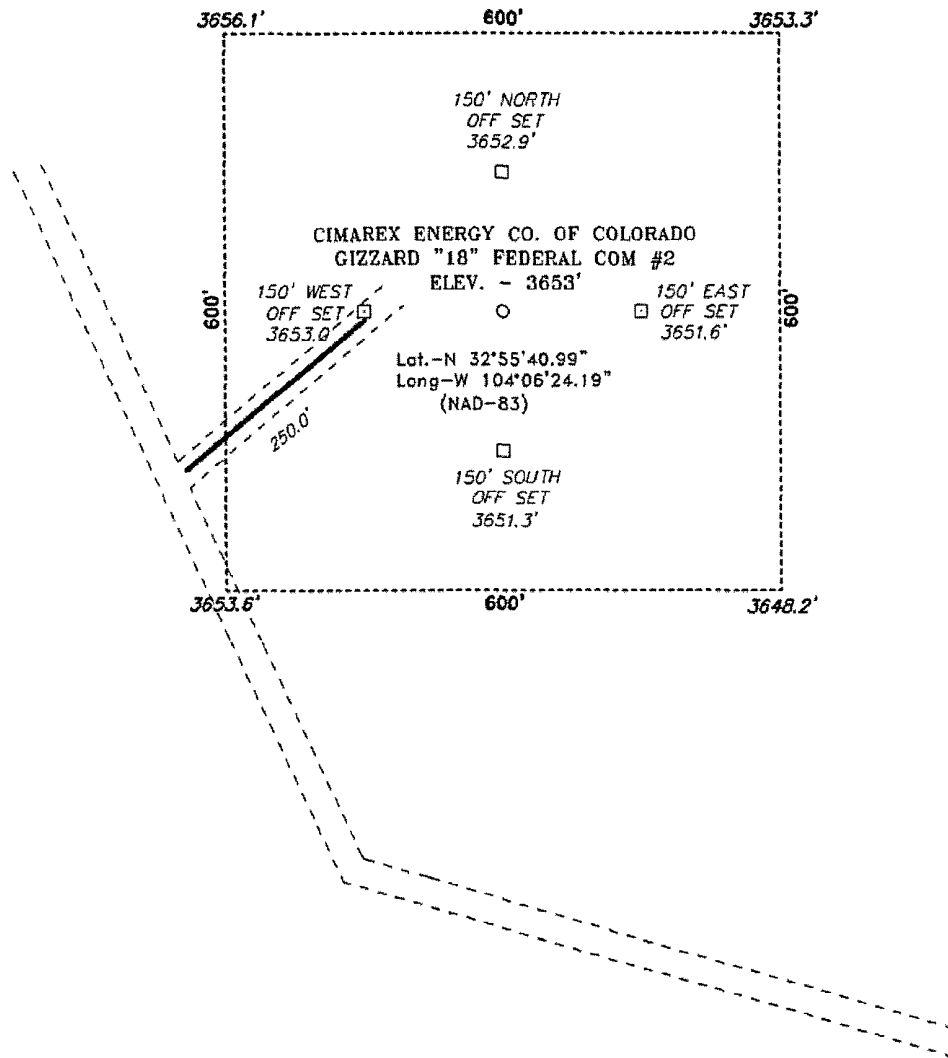 3656.1' 600' 3653.3'
150' NORTH
OFF SET
3652.9'
CIMAREX ENERGY CO. OF COLORADO
GIZZARD "18" FEDERAL COM #2
ELEV. - 3653'
600'
150' WEST
OFF SET
3653.0'
150' EAST
OFF SET
3651.6'
600'
Lat.-N 32°55'40.99"
Long-W 104°06'24.19"
(NAD-83)
250.0'
150' SOUTH
OFF SET
3651.3'
3653.6' 600' 3648.2'